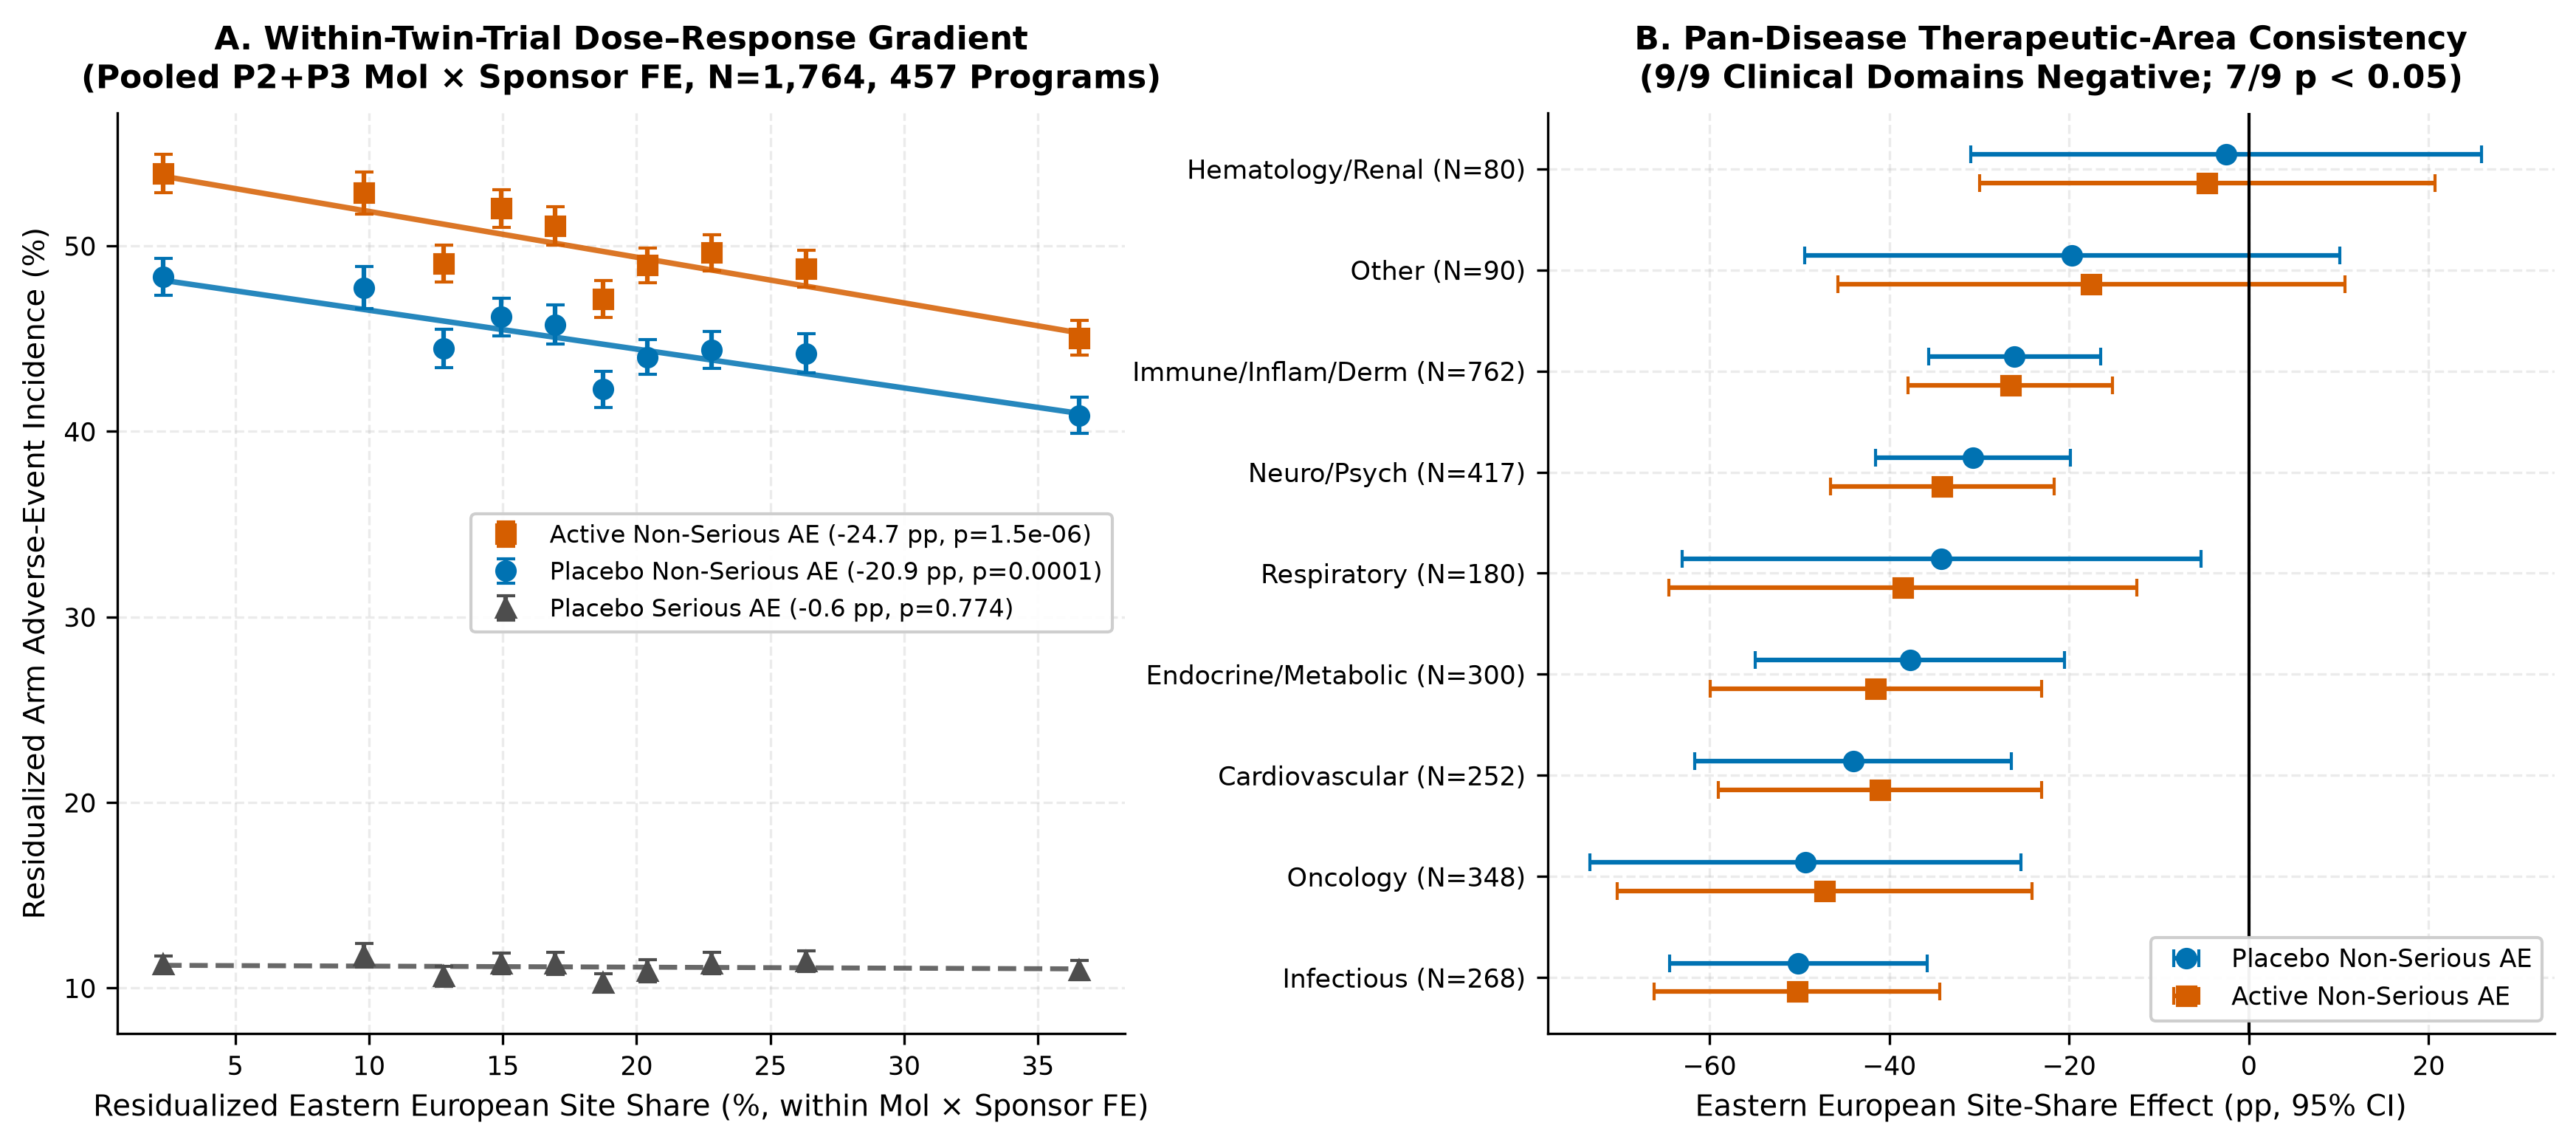 A. Within-Twin-Trial Dose–Response Gradient
(Pooled P2+P3 Mol × Sponsor FE, N=1,764, 457 Programs)
Residualized Arm Adverse-Event Incidence (%)
50
40
30
20
10
Active Non-Serious AE (-24.7 pp, p=1.5e-06)
Placebo Non-Serious AE (-20.9 pp, p=0.0001)
Placebo Serious AE (-0.6 pp, p=0.774)
5
10
15
20
25
30
35
Residualized Eastern European Site Share (%, within Mol × Sponsor FE)
B. Pan-Disease Therapeutic-Area Consistency
(9/9 Clinical Domains Negative; 7/9 p < 0.05)
Hematology/Renal (N=80)
Other (N=90)
Immune/Inflam/Derm (N=762)
Neuro/Psych (N=417)
Respiratory (N=180)
Endocrine/Metabolic (N=300)
Cardiovascular (N=252)
Oncology (N=348)
Infectious (N=268)
Placebo Non-Serious AE
Active Non-Serious AE
−60
−40
−20
0
20
Eastern European Site-Share Effect (pp, 95% CI)